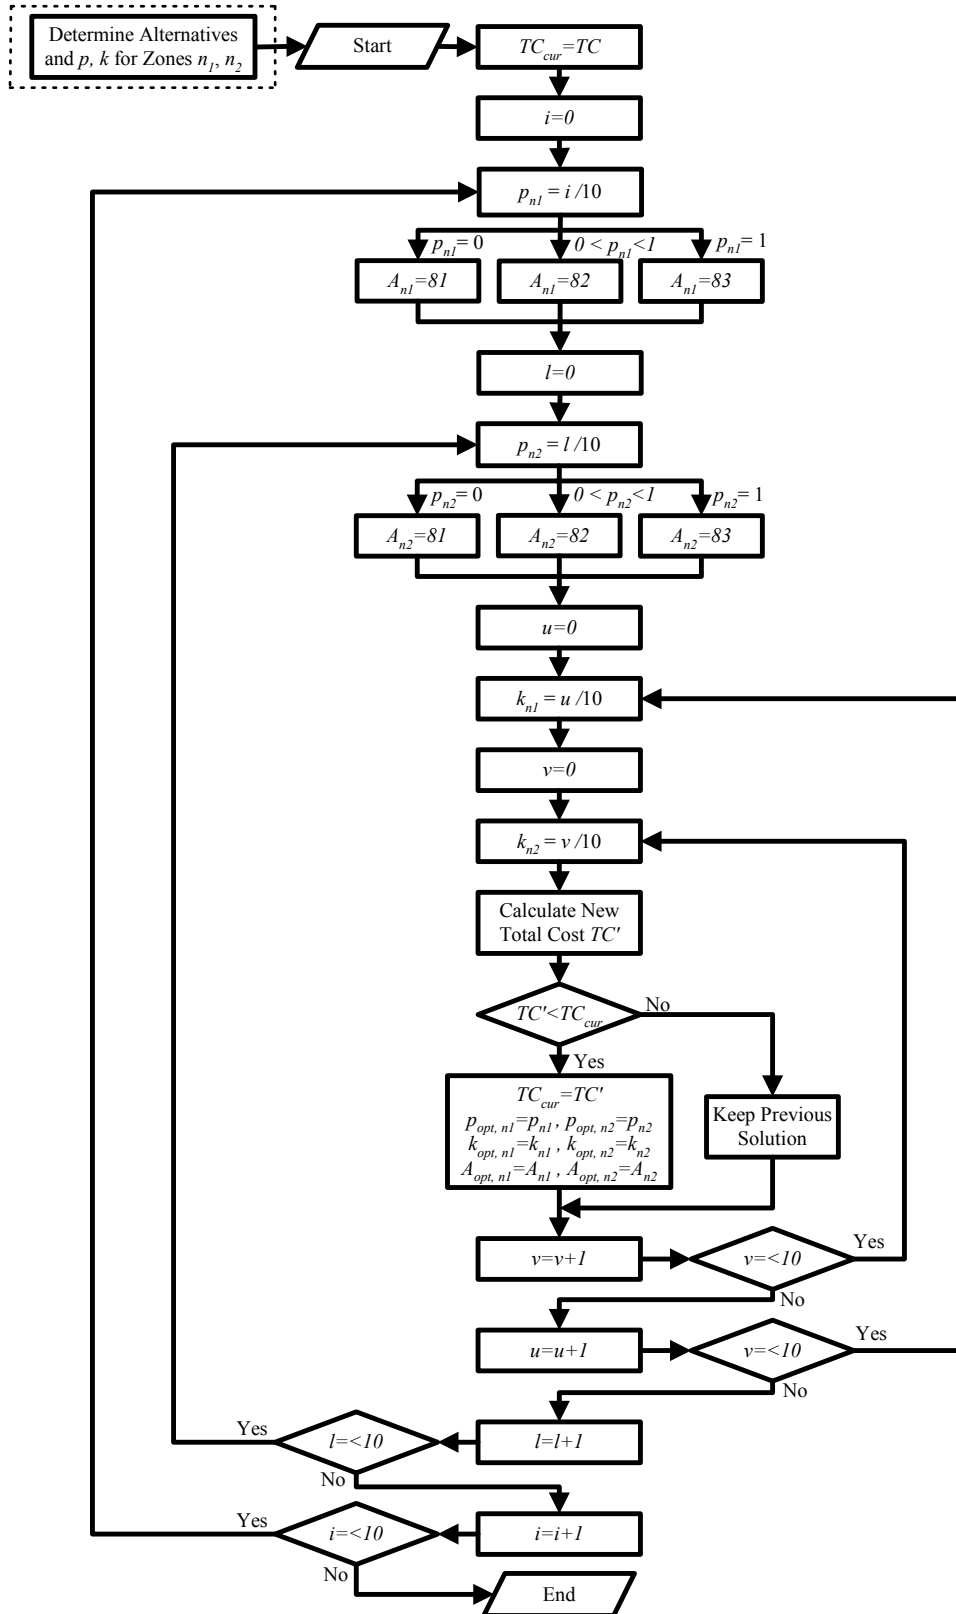 Determine Alternatives
and p, k for Zones n1, n2
Start
TCcur=TC
i=0
pn1 = i /10
pn1= 0
0 < pn1<1
pn1= 1
An1=81
An1=82
An1=83
l=0
pn2 = l /10
pn2= 0
0 < pn2<1
pn2= 1
An2=81
An2=82
An2=83
u=0
kn1 = u /10
v=0
kn2 = v /10
Calculate New
Total Cost TC'
TC'<TCcur
No
Yes
TCcur=TC'
popt, n1=pn1 , popt, n2=pn2
kopt, n1=kn1 , kopt, n2=kn2
Aopt, n1=An1 , Aopt, n2=An2
Keep Previous
Solution
v=v+1
v=<10
Yes
No
u=u+1
v=<10
Yes
No
l=l+1
l=<10
Yes
No
i=i+1
i=<10
Yes
No
End